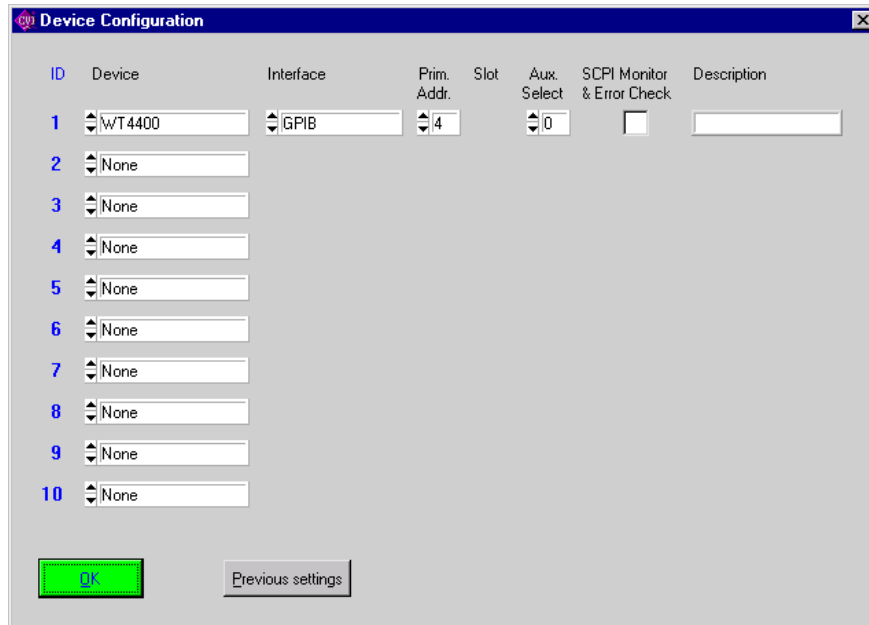 CVI Device Configuration
ID Device Interface Prim. Addr. Slot Aux. Select SCPI Monitor & Error Check Description
1 WT4400 GPIB 4 0
2 None
3 None
4 None
5 None
6 None
7 None
8 None
9 None
10 None
OK Previous settings